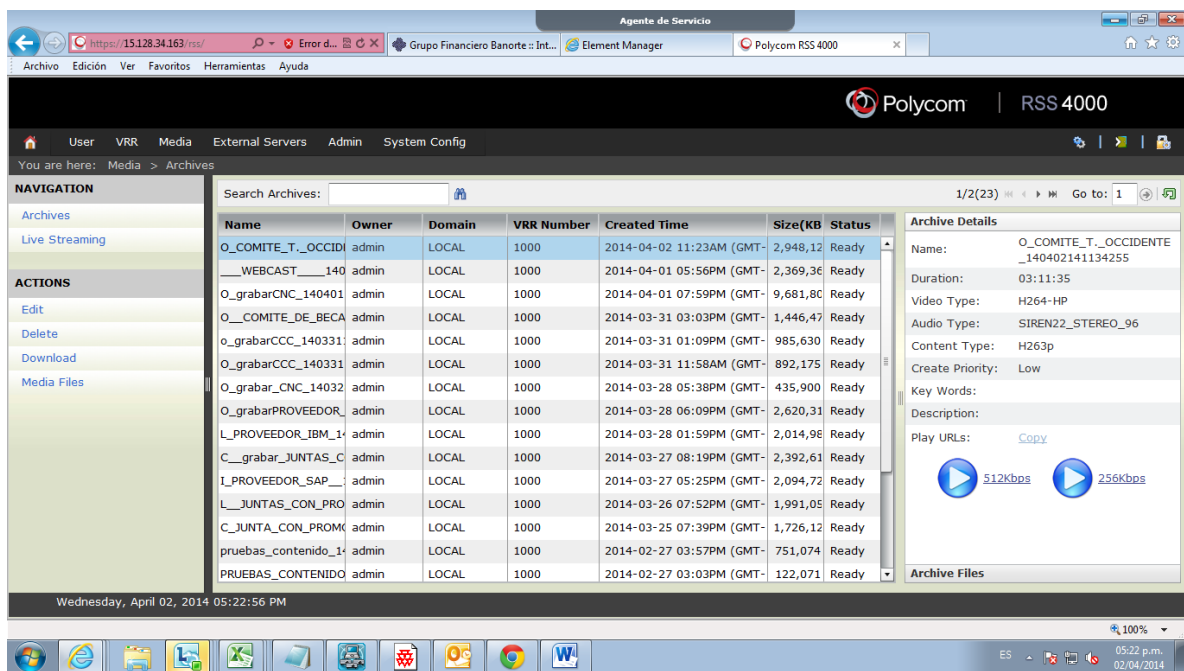 Agente de Servicio
https://15.128.34.163/rss/ Error d... Grupo Financiero Banorte :: Int... Element Manager Polycom RSS 4000
Archivo Edición Ver Favoritos Herramientas Ayuda
Polycom | RSS 4000
User VRR Media External Servers Admin System Config
You are here: Media > Archives
NAVIGATION
Archives
Live Streaming
ACTIONS
Edit
Delete
Download
Media Files
Search Archives: 1/2(23) Go to: 1
Name Owner Domain VRR Number Created Time Size(KB Status
O_COMITE_T._OCCID admin LOCAL 1000 2014-04-02 11:23AM (GMT- 2,948,12 Ready
___WEBCAST____140 admin LOCAL 1000 2014-04-01 05:56PM (GMT- 2,369,36 Ready
O_grabarCNC_140401 admin LOCAL 1000 2014-04-01 07:59PM (GMT- 9,681,80 Ready
O__COMITE_DE_BECA admin LOCAL 1000 2014-03-31 03:03PM (GMT- 1,446,47 Ready
o_grabarCCC_140331 admin LOCAL 1000 2014-03-31 01:09PM (GMT- 985,630 Ready
O_grabarCCC_140331 admin LOCAL 1000 2014-03-31 11:58AM (GMT- 892,175 Ready
O_grabar_CNC_14032 admin LOCAL 1000 2014-03-28 05:38PM (GMT- 435,900 Ready
O_grabarPROVEEDOR_ admin LOCAL 1000 2014-03-28 06:09PM (GMT- 2,620,31 Ready
L_PROVEEDOR_IBM_1 admin LOCAL 1000 2014-03-28 01:59PM (GMT- 2,014,98 Ready
C__grabar_JUNTAS_C admin LOCAL 1000 2014-03-27 08:19PM (GMT- 2,392,61 Ready
I_PROVEEDOR_SAP__ admin LOCAL 1000 2014-03-27 05:25PM (GMT- 2,094,72 Ready
L__JUNTAS_CON_PRO admin LOCAL 1000 2014-03-26 07:52PM (GMT- 1,991,05 Ready
C_JUNTA_CON_PROMO admin LOCAL 1000 2014-03-25 07:39PM (GMT- 1,726,12 Ready
pruebas_contenido_1 admin LOCAL 1000 2014-02-27 03:57PM (GMT- 751,074 Ready
PRUEBAS_CONTENIDO admin LOCAL 1000 2014-02-27 03:03PM (GMT- 122,071 Ready
Archive Details
Name: O_COMITE_T._OCCIDENTE
_140402141134255
Duration: 03:11:35
Video Type: H264-HP
Audio Type: SIREN22_STEREO_96
Content Type: H263p
Create Priority: Low
Key Words:
Description:
Play URLs: Copy
512Kbps 256Kbps
Archive Files
Wednesday, April 02, 2014 05:22:56 PM
100%
ES 05:22 p.m.
02/04/2014